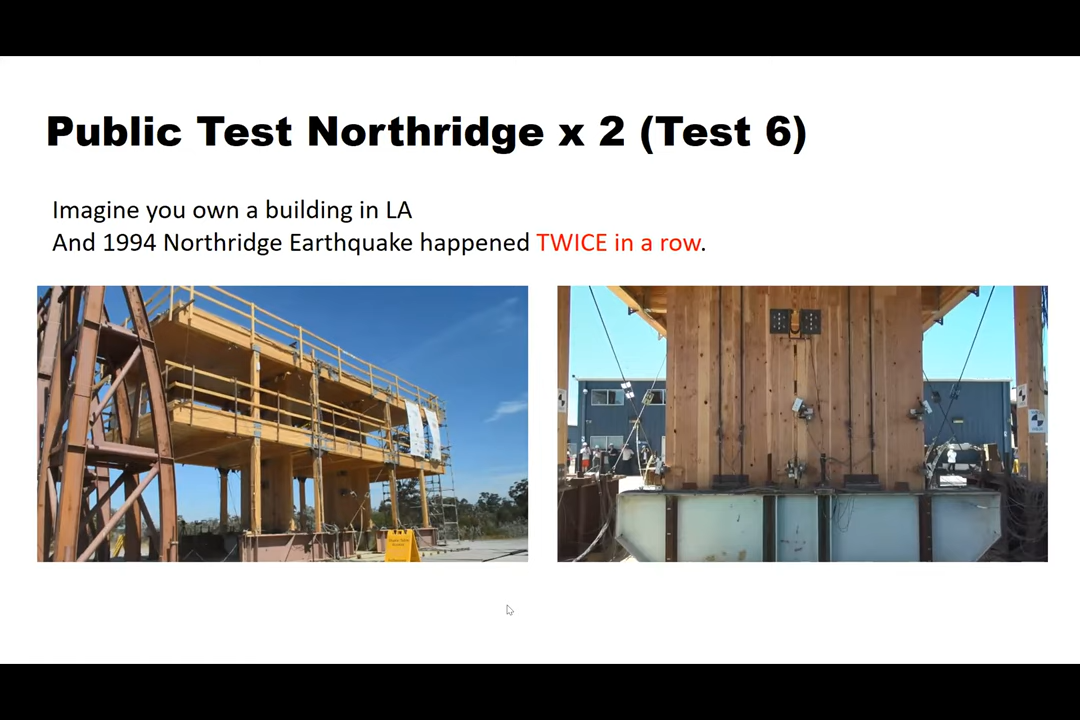 Public Test Northridge x 2 (Test 6)
Imagine you own a building in LA
And 1994 Northridge Earthquake happened TWICE in a row.